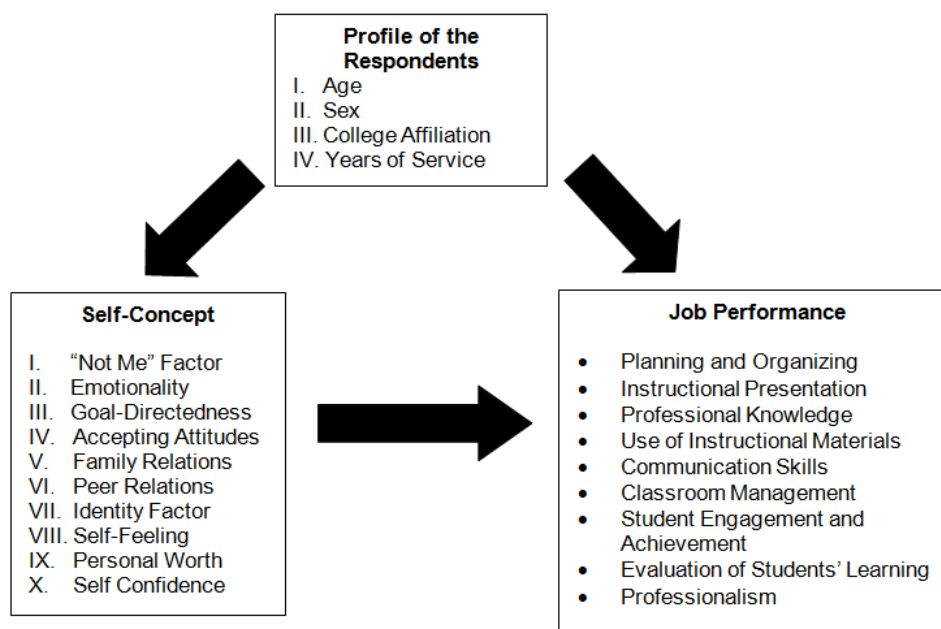 Profile of the
Respondents
I. Age
II. Sex
III. College Affiliation
IV. Years of Service
Self-Concept
I. “Not Me” Factor
II. Emotionality
III. Goal-Directedness
IV. Accepting Attitudes
V. Family Relations
VI. Peer Relations
VII. Identity Factor
VIII. Self-Feeling
IX. Personal Worth
X. Self Confidence
Job Performance
• Planning and Organizing
• Instructional Presentation
• Professional Knowledge
• Use of Instructional Materials
• Communication Skills
• Classroom Management
• Student Engagement and
Achievement
• Evaluation of Students’ Learning
• Professionalism